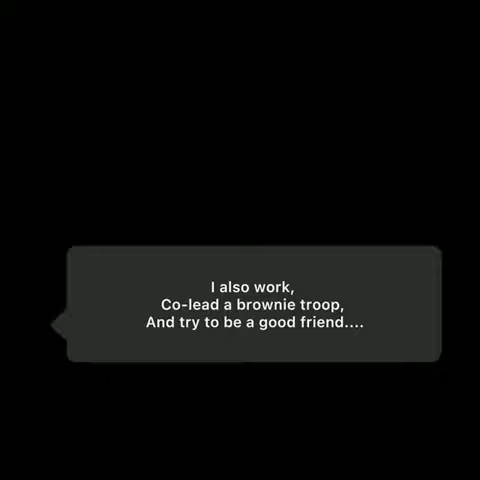 I also work,
Co-lead a brownie troop,
And try to be a good friend....